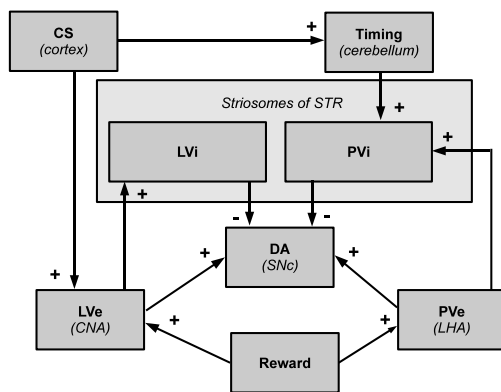 CS
(cortex)
+
Timing
(cerebellum)
+
Striosomes of STR
+
LVi
PVi
+
-
-
+
DA
(SNc)
+
+
LVe
(CNA)
+
+
PVe
(LHA)
Reward